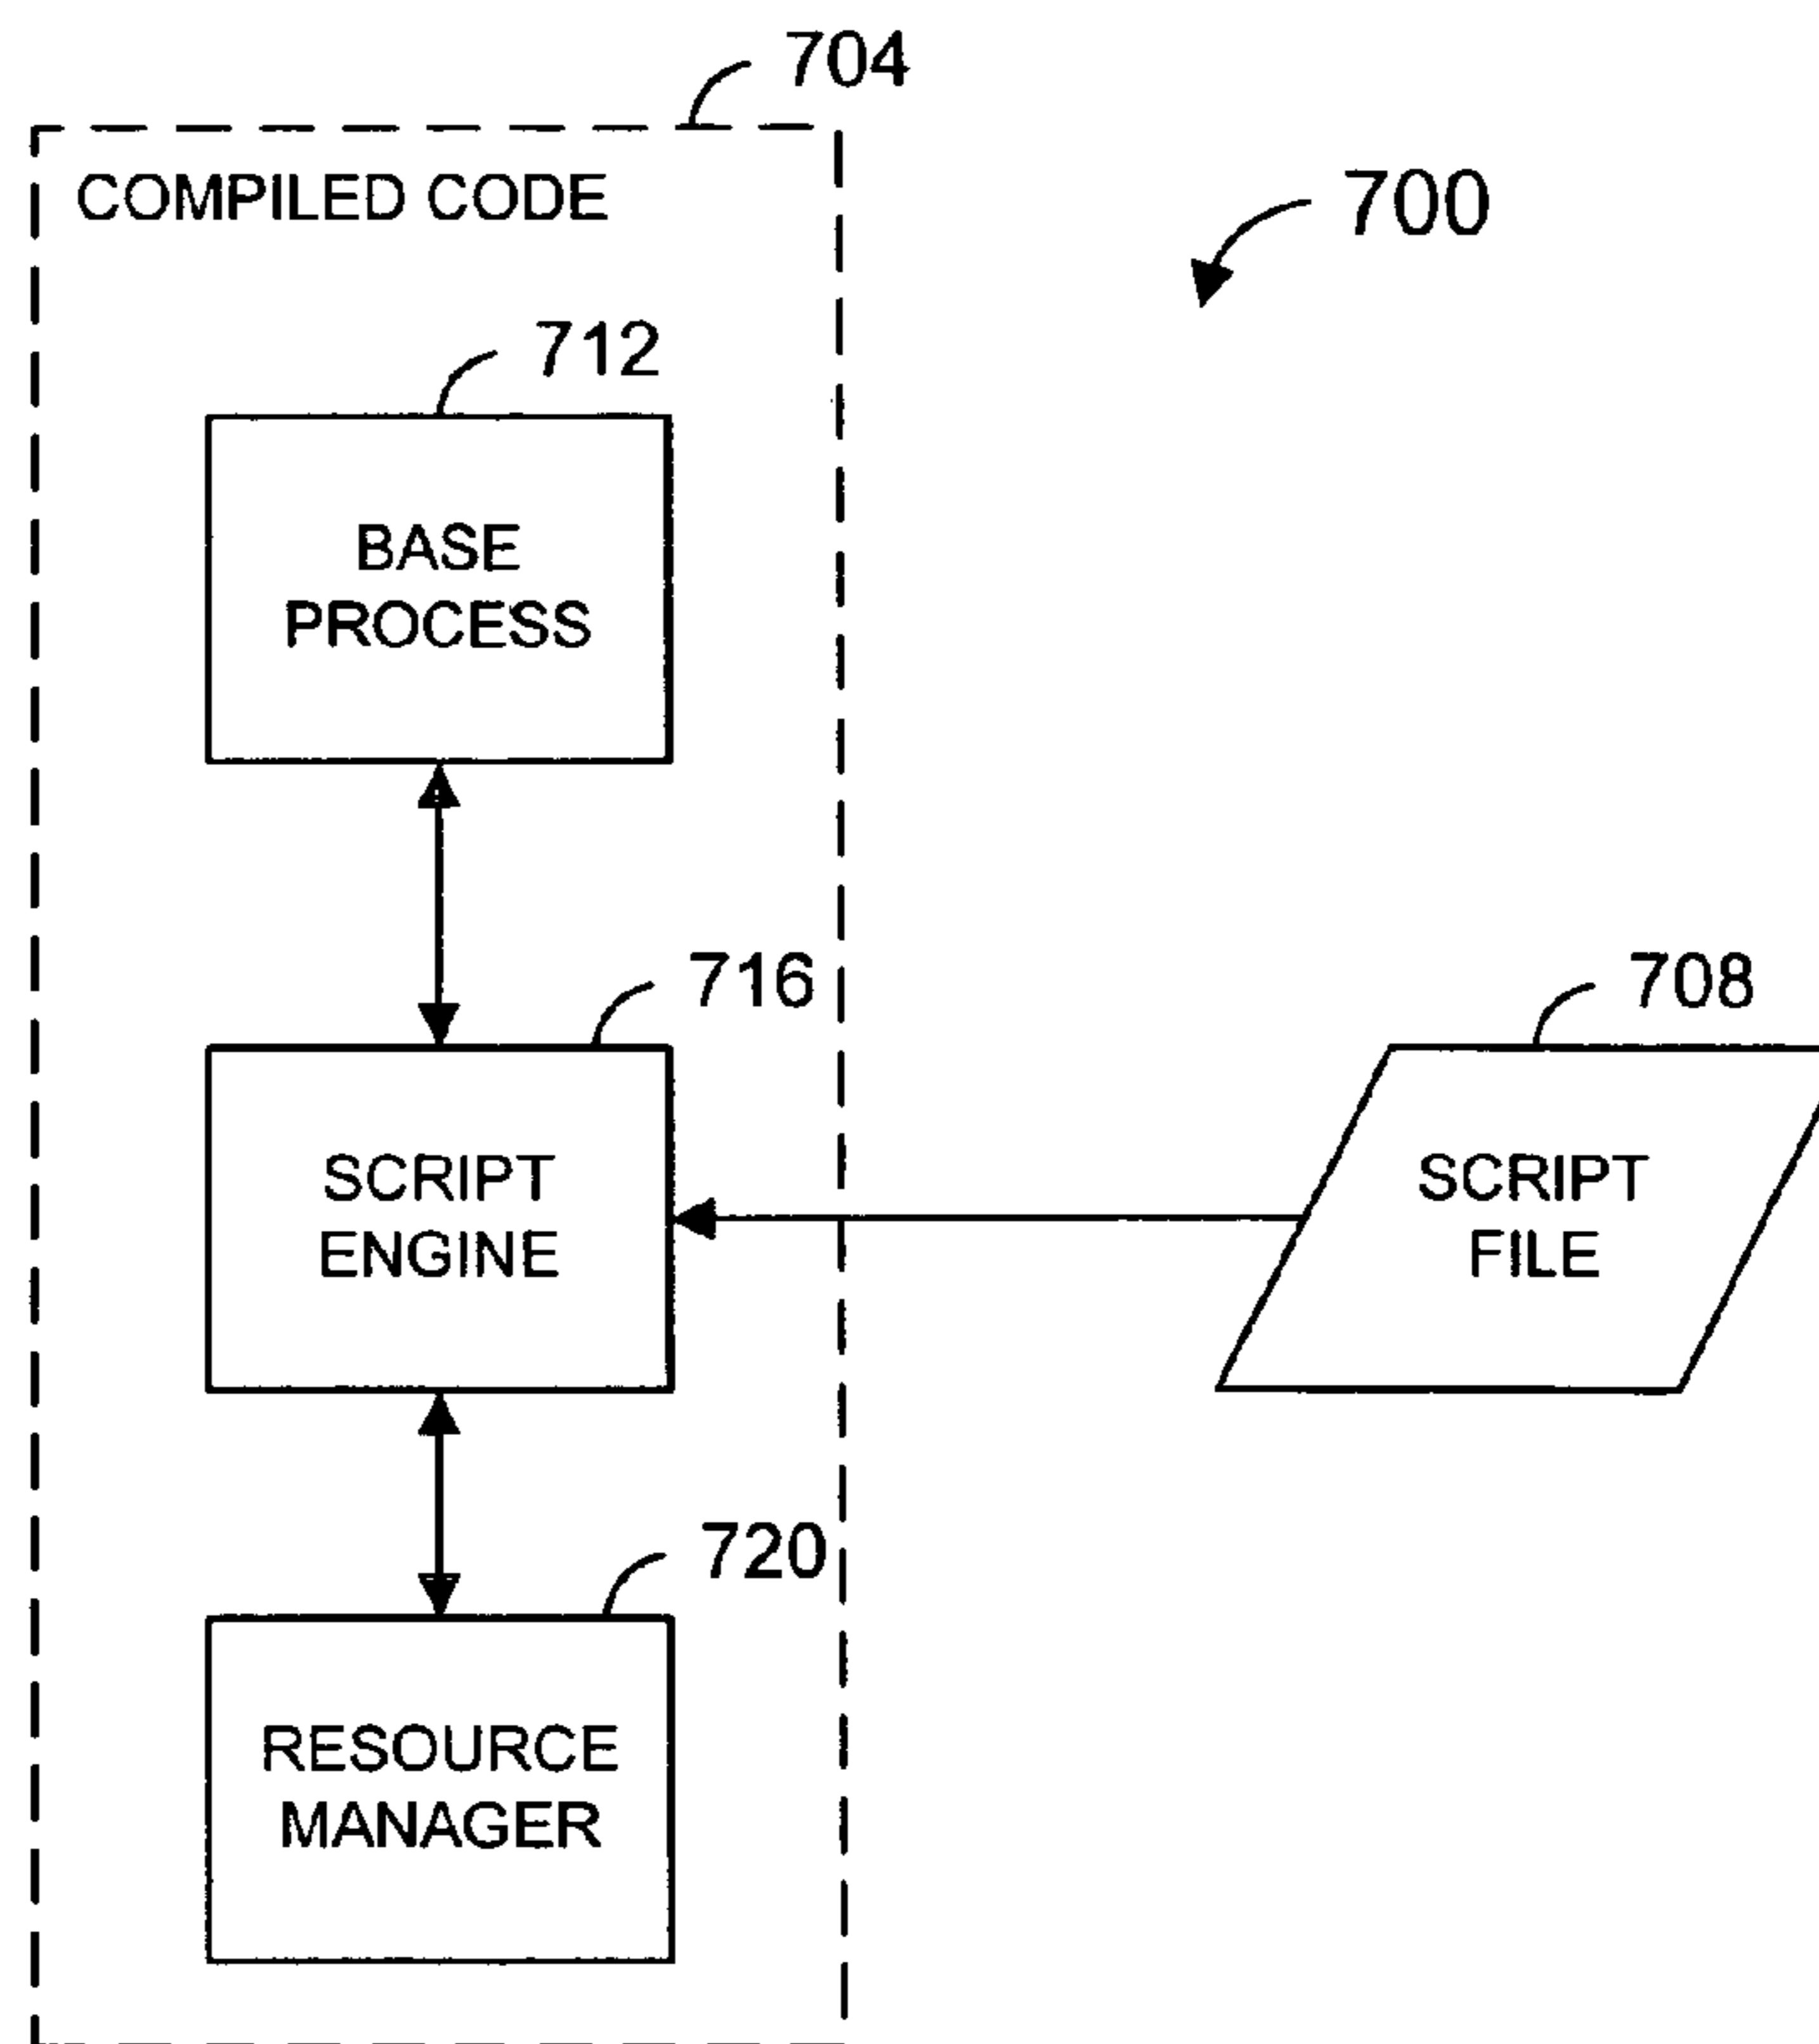 704
COMPILED CODE
700
712
BASE
PROCESS
716
708
SCRIPT
ENGINE
SCRIPT
FILE
720
RESOURCE
MANAGER